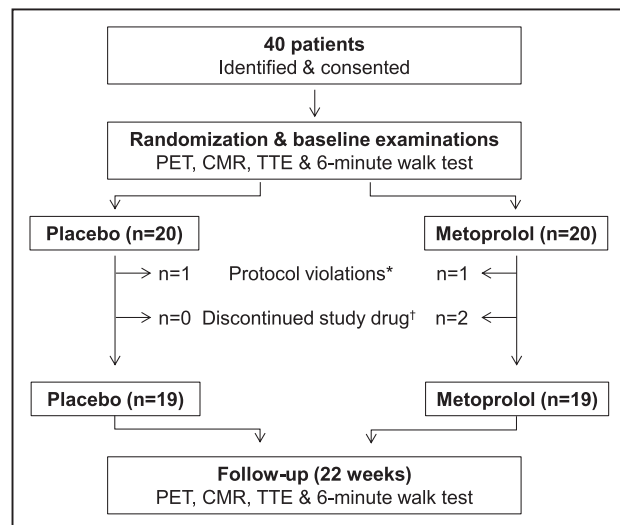 40 patients
Identified & consented
Randomization & baseline examinations
PET, CMR, TTE & 6-minute walk test
Placebo (n=20)
Metoprolol (n=20)
n=1 Protocol violations* n=1
n=0 Discontinued study drug† n=2
Placebo (n=19)
Metoprolol (n=19)
Follow-up (22 weeks)
PET, CMR, TTE & 6-minute walk test